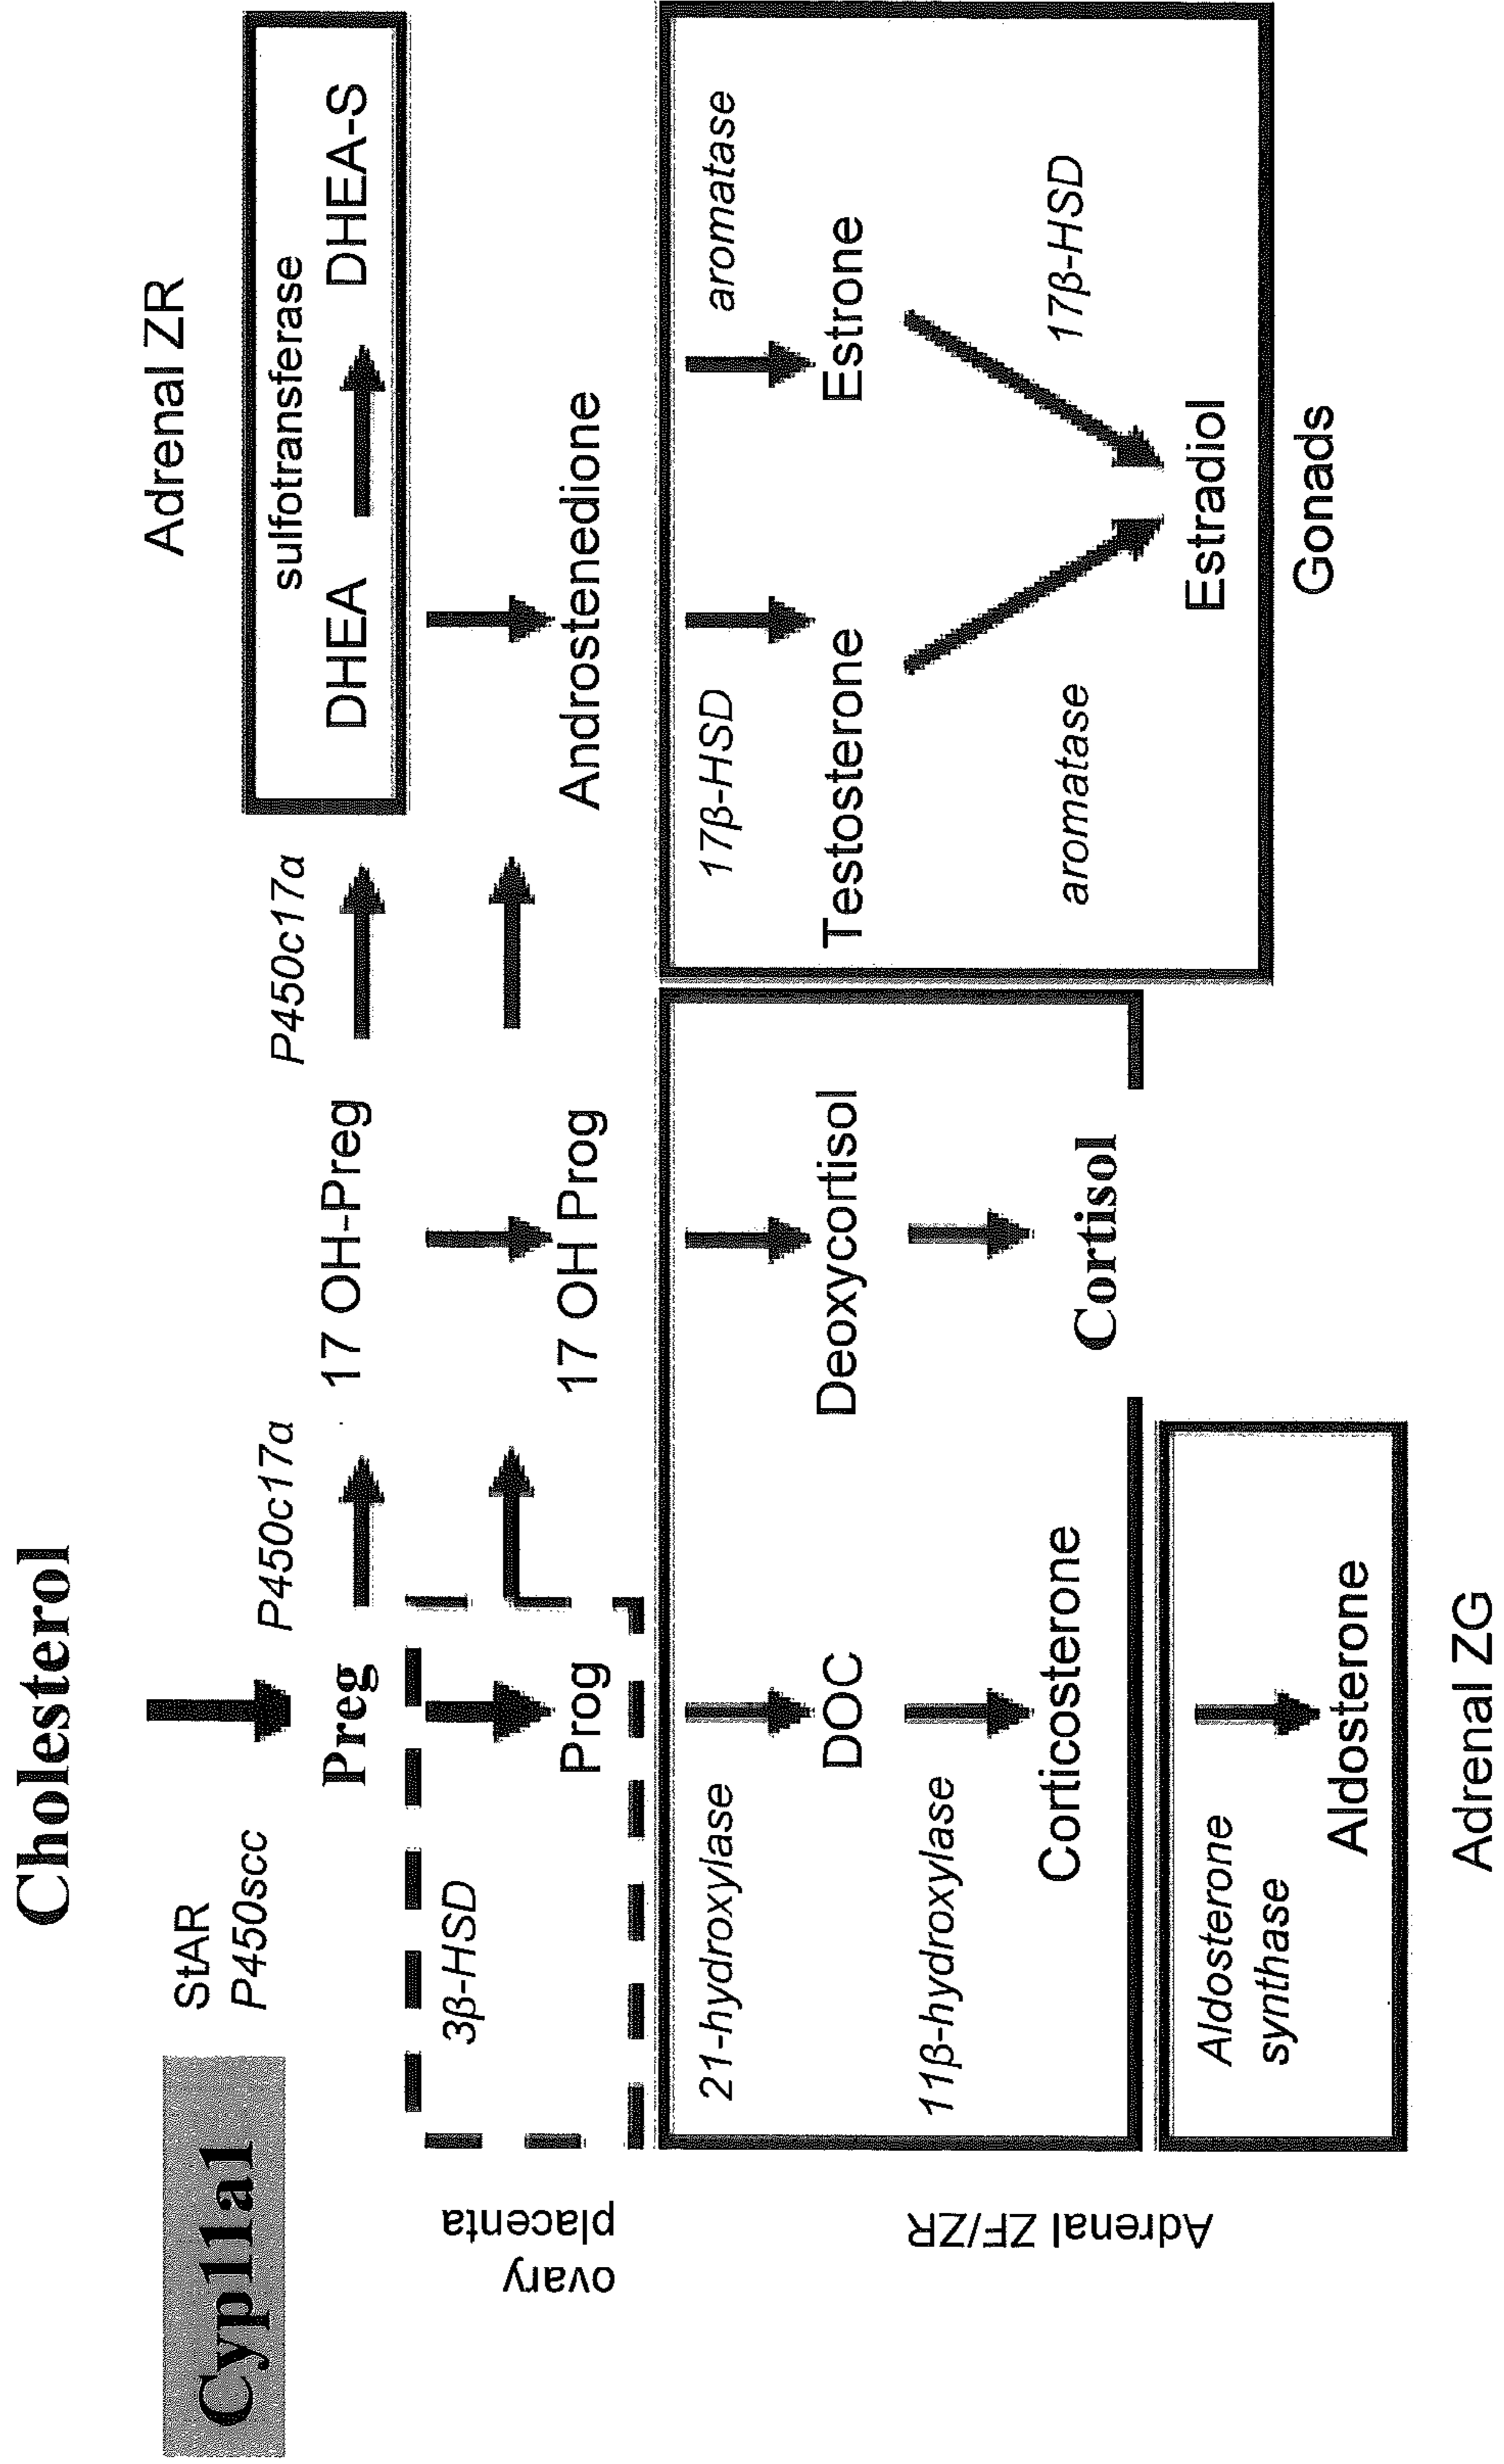 Cholesterol
Cyp11a1
StAR
P450scc
P450c17α
P450c17α
Adrenal ZR
sulfotransferase
Preg
17 OH-Preg
DHEA
DHEA-S
3β-HSD
ovary
placenta
Prog
17 OH Prog
Androstenedione
21-hydroxylase
17β-HSD
aromatase
DOC
Deoxycortisol
Testosterone
Estrone
11β-hydroxylase
Adrenal ZF/ZR
Corticosterone
Cortisol
aromatase
17β-HSD
Estradiol
Gonads
Aldosterone
synthase
Aldosterone
Adrenal ZG